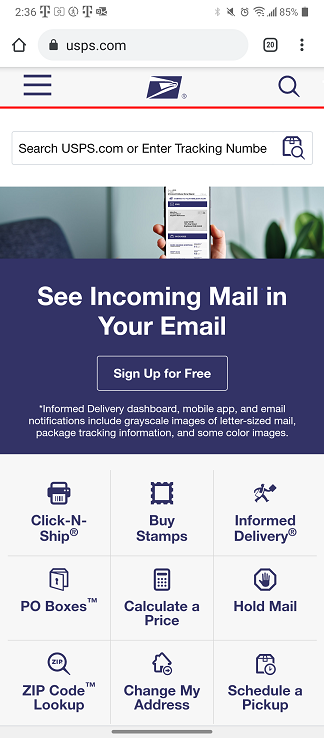 2:36
85%
usps.com
20
Search USPS.com or Enter Tracking Numbe
See Incoming Mail in
Your Email
Sign Up for Free
*Informed Delivery dashboard, mobile app, and email
notifications include grayscale images of letter-sized mail,
package tracking information, and some color images.
Click-N-
Ship®
Buy
Stamps
Informed
Delivery®
PO Boxes™
Calculate a
Price
Hold Mail
ZIP
ZIP Code™
Lookup
Change My
Address
Schedule a
Pickup